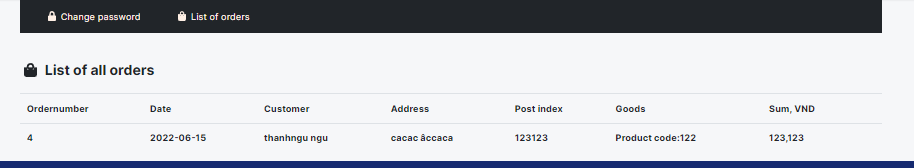 Change password List of orders
List of all orders
Ordernumber Date Customer Address Post index Goods Sum, VND
4 2022-06-15 thanhngu ngu cacac âccaca 123123 Product code:122 123,123